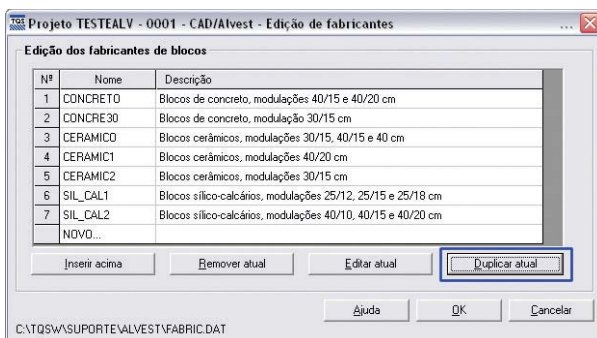 TQS Projeto TESTEALV - 0001 - CAD/Alvest - Edição de fabricantes ... X
Edição dos fabricantes de blocos
Nº Nome Descrição
1 CONCRETO Blocos de concreto, modulações 40/15 e 40/20 cm
2 CONCRE30 Blocos de concreto, modulação 30/15 cm
3 CERAMICO Blocos cerâmicos, modulações 30/15, 40/15 e 40 cm
4 CERAMIC1 Blocos cerâmicos, modulações 40/20 cm
5 CERAMIC2 Blocos cerâmicos, modulações 30/15 cm
6 SIL_CAL1 Blocos sílico-calcários, modulações 25/12, 25/15 e 25/18 cm
7 SIL_CAL2 Blocos sílico-calcários, modulações 40/10, 40/15 e 40/20 cm
NOVO...
Inserir acima Remover atual Editar atual Duplicar atual
Ajuda OK Cancelar
C:\TQSW\SUPORTE\ALVEST\FABRIC.DAT